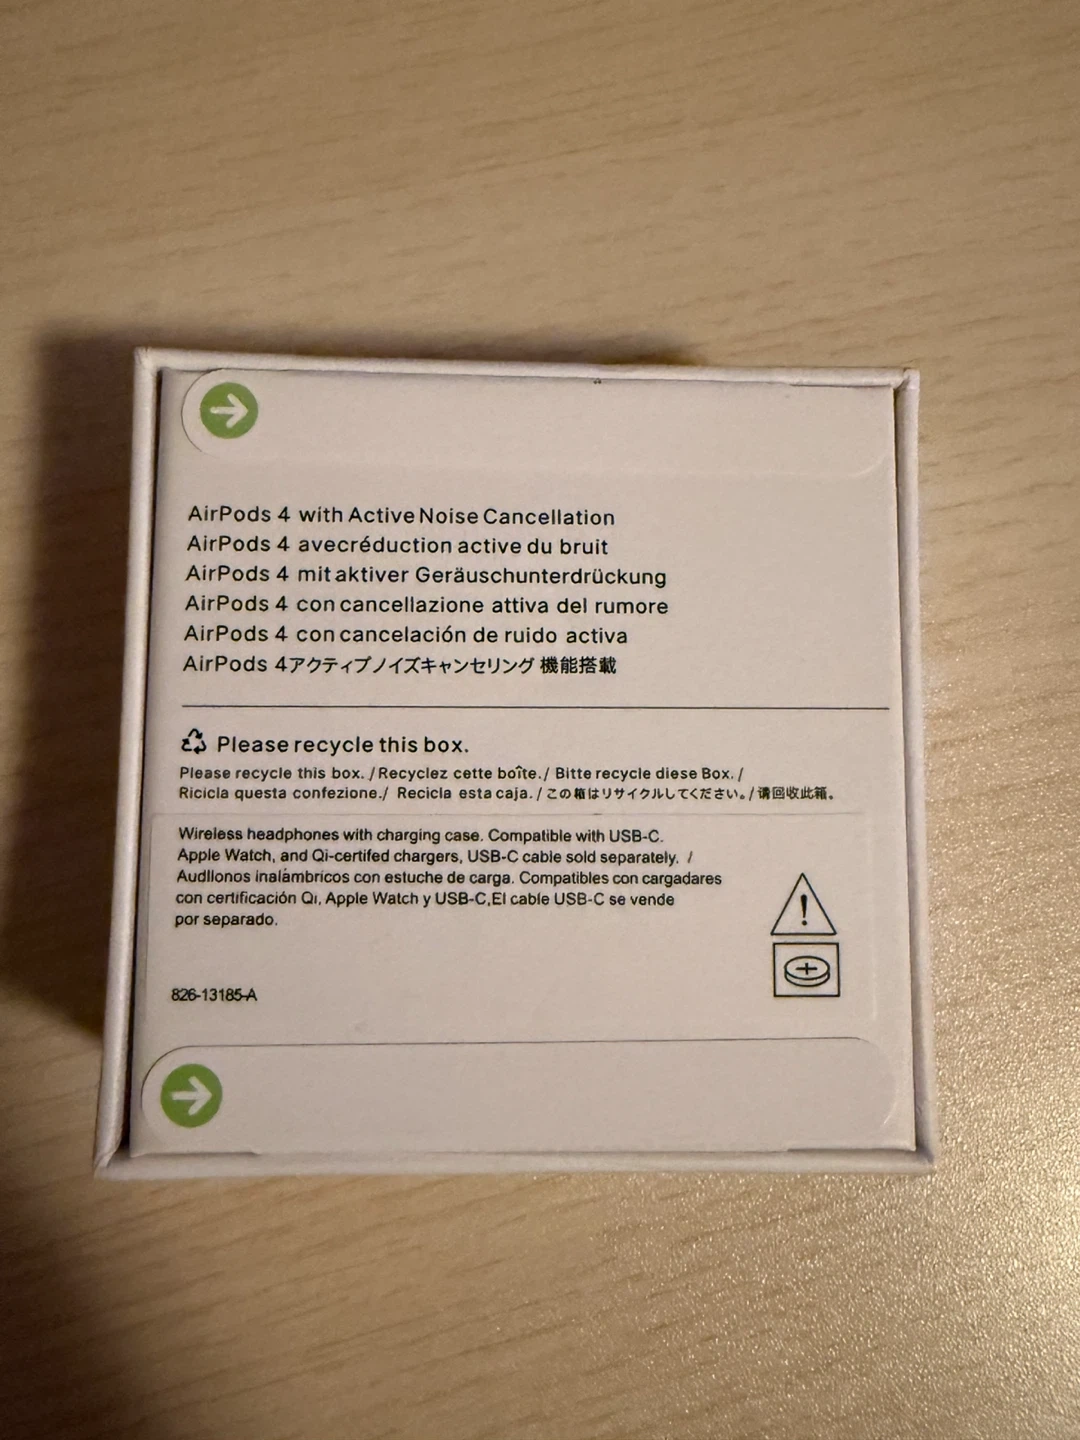 AirPods 4 with Active Noise Cancellation
AirPods 4 avecréduction active du bruit
AirPods 4 mit aktiver Geräuschunterdrückung
AirPods 4 con cancellazione attiva del rumore
AirPods 4 con cancelación de ruido activa
AirPods 4アクティブノイズキャンセリング 機能搭載
Please recycle this box.
Please recycle this box. / Recyclez cette boîte. / Bitte recycle diese Box. /
Ricicla questa confezione./ Recicla esta caja. / この箱はリサイクルしてください。/ 请回收此箱。
Wireless headphones with charging case. Compatible with USB-C.
Apple Watch, and Qi-certifed chargers, USB-C cable sold separately. /
Audllonos inalámbricos con estuche de carga. Compatibles con cargadares
con certificación Qı, Apple Watch y USB-C,El cable USB-C se vende
por separado.
826-13185-A